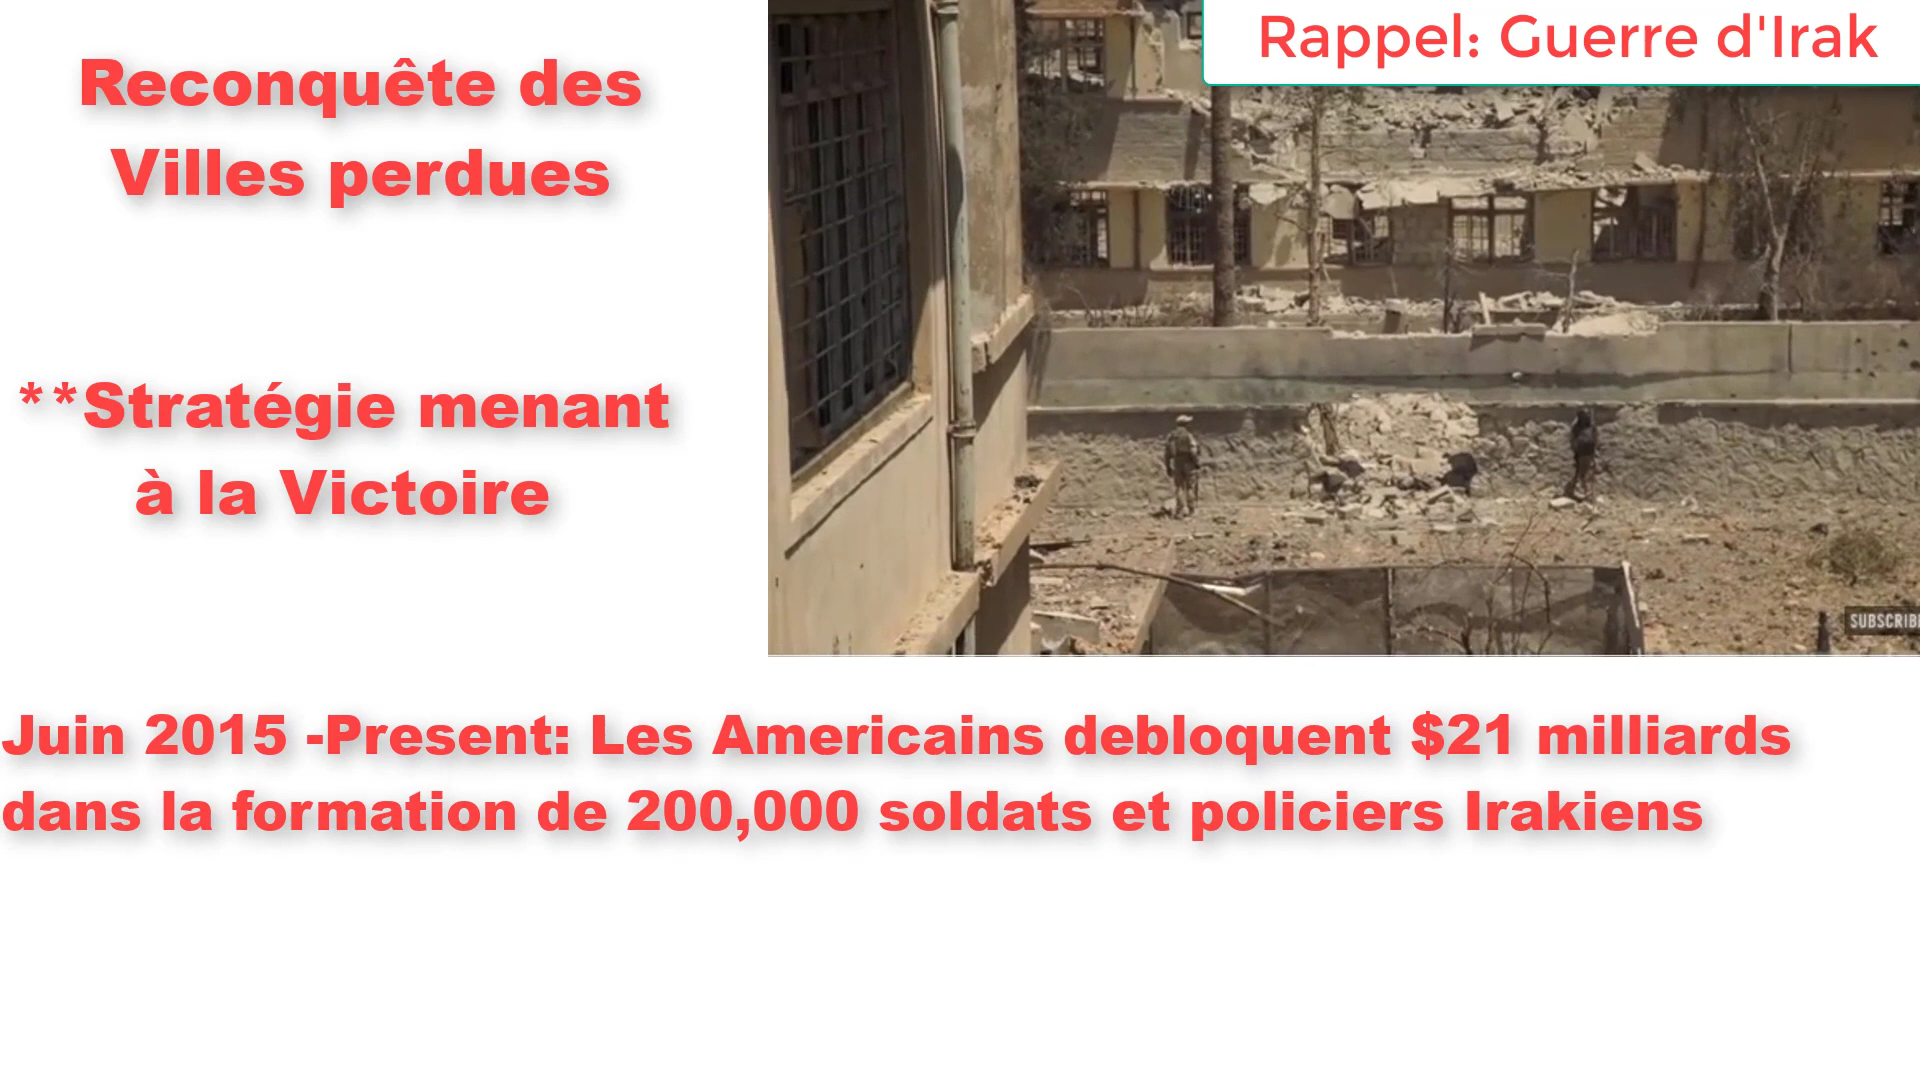 Rappel: Guerre d'Irak
Reconquête des
Villes perdues
**Stratégie menant
à la Victoire
SUBSCRIBE
Juin 2015 -Present: Les Americains debloquent $21 milliards
dans la formation de 200,000 soldats et policiers Irakiens